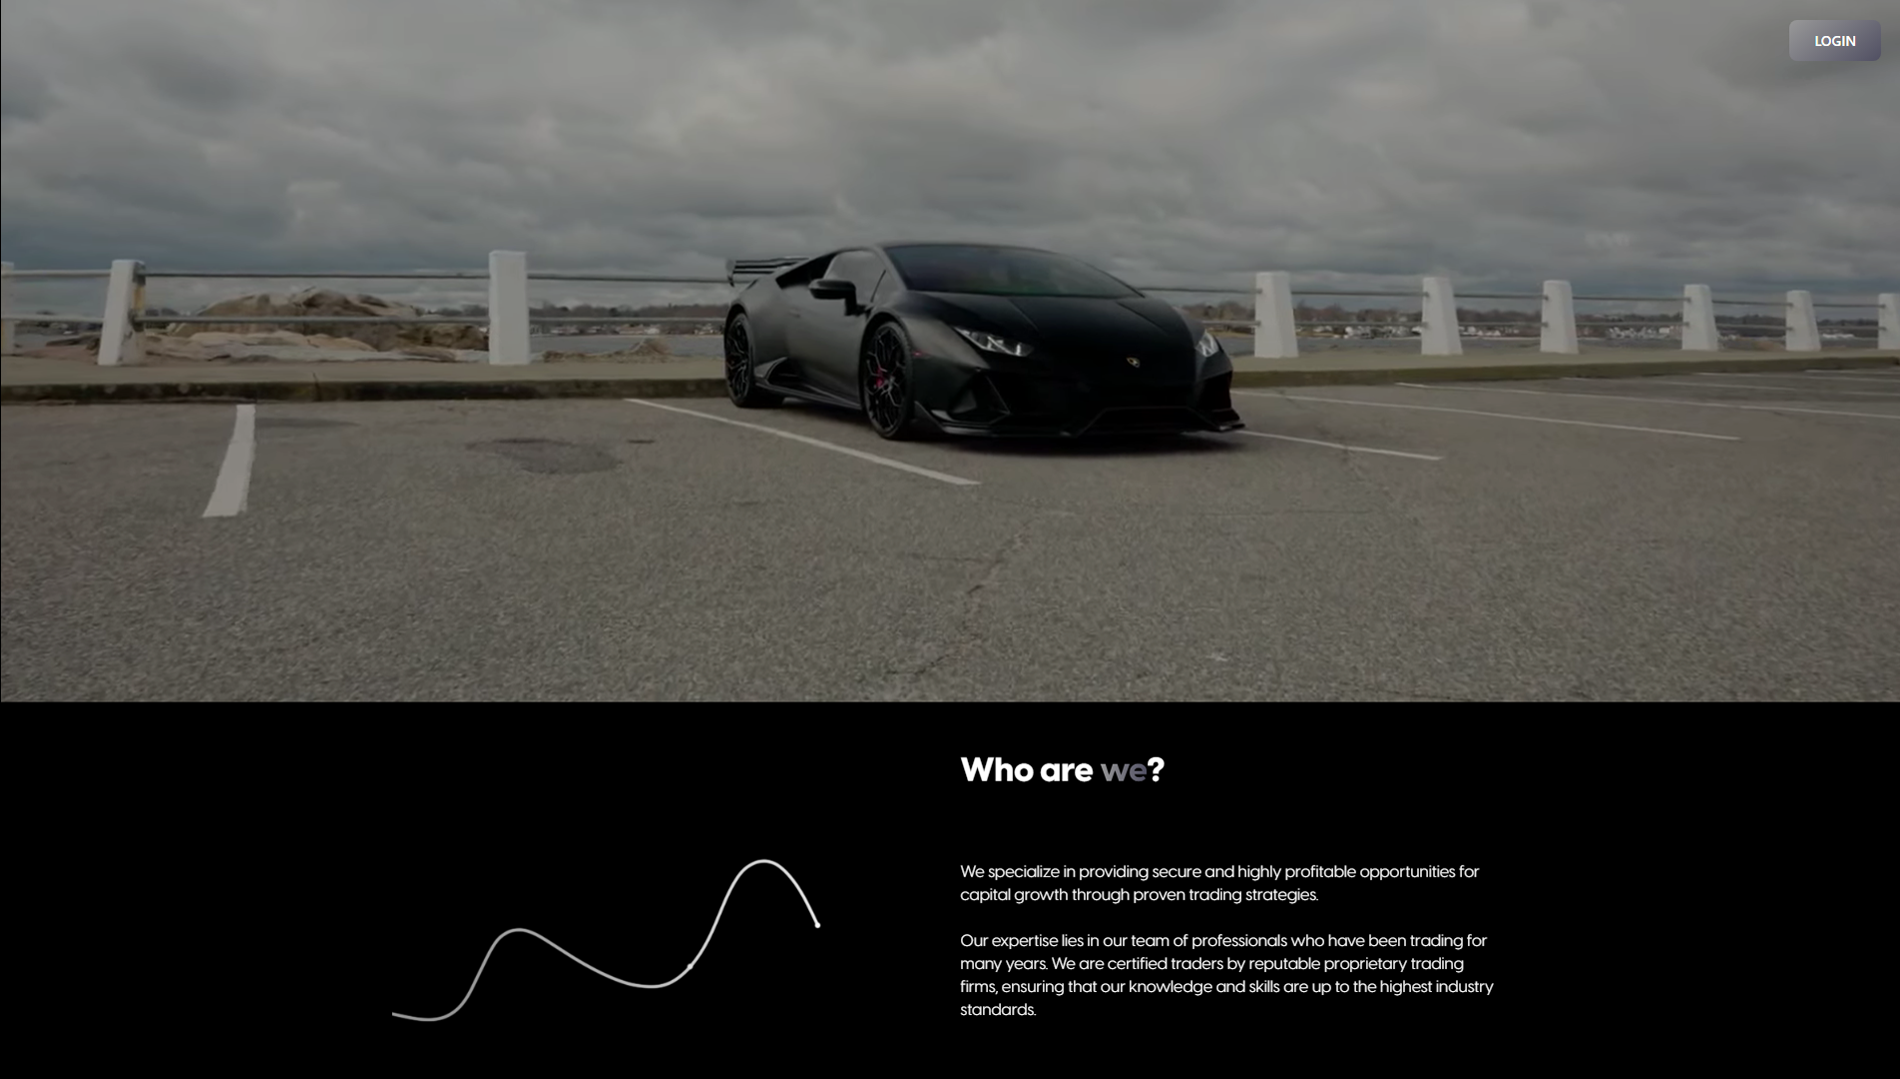 LOGIN
Who are we?
We specialize in providing secure and highly profitable opportunities for
capital growth through proven trading strategies.
Our expertise lies in our team of professionals who have been trading for
many years. We are certified traders by reputable proprietary trading
firms, ensuring that our knowledge and skills are up to the highest industry
standards.